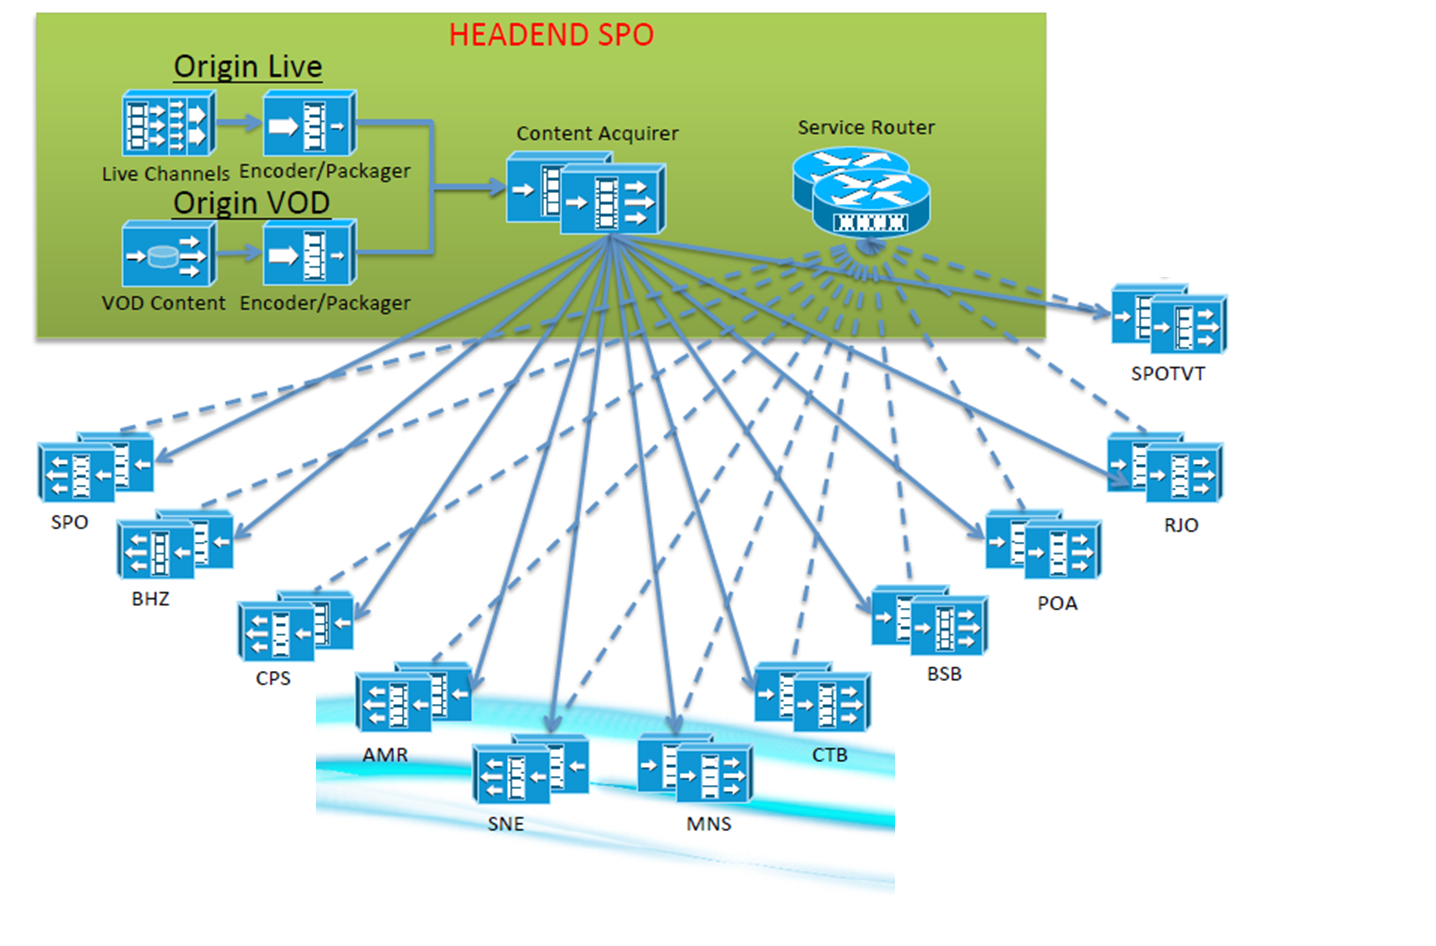 HEADEND SPO
Origin Live
Content Acquirer
Service Router
Live Channels
Encoder/Packager
Origin VOD
VOD Content
Encoder/Packager
SPOTVT
SPO
RJO
BHZ
POA
CPS
BSB
AMR
CTB
SNE
MNS